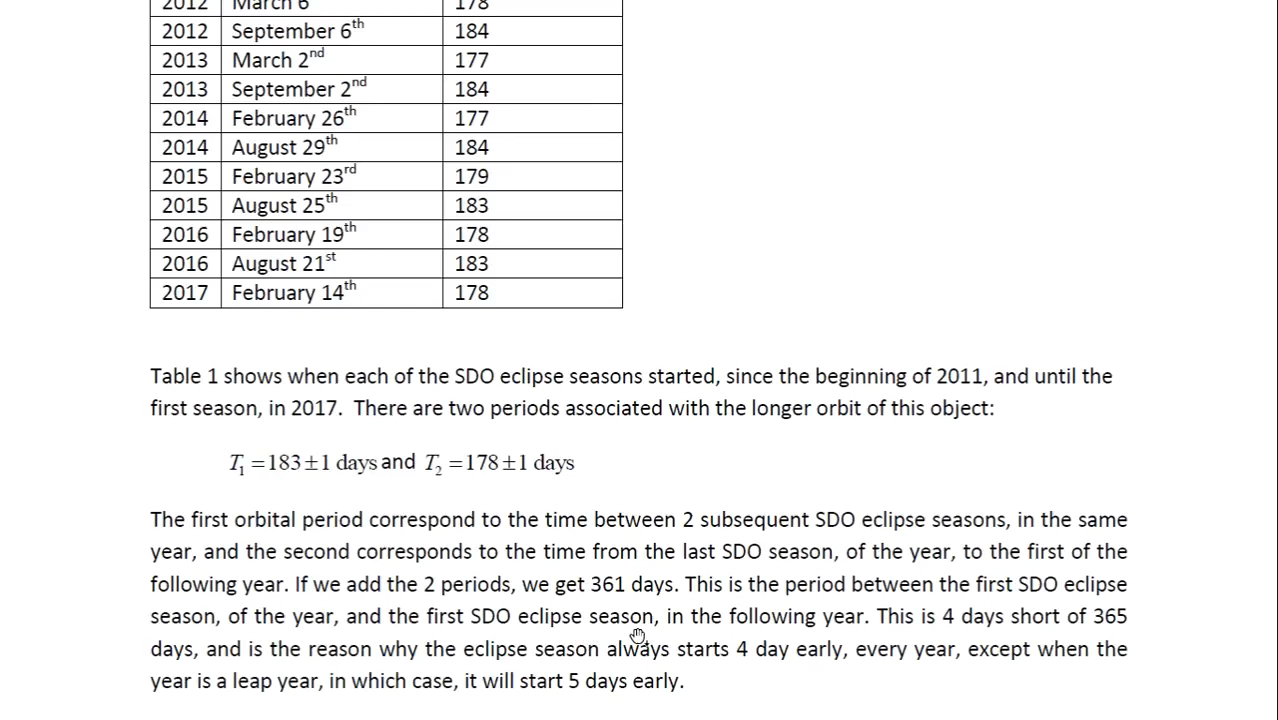 2012 March 6 178
2012 September 6th 184
2013 March 2nd 177
2013 September 2nd 184
2014 February 26th 177
2014 August 29th 184
2015 February 23rd 179
2015 August 25th 183
2016 February 19th 178
2016 August 21st 183
2017 February 14th 178
Table 1 shows when each of the SDO eclipse seasons started, since the beginning of 2011, and until the
first season, in 2017. There are two periods associated with the longer orbit of this object:
T1 = 183 ± 1 days and T2 = 178 ± 1 days
The first orbital period correspond to the time between 2 subsequent SDO eclipse seasons, in the same
year, and the second corresponds to the time from the last SDO season, of the year, to the first of the
following year. If we add the 2 periods, we get 361 days. This is the period between the first SDO eclipse
season, of the year, and the first SDO eclipse season, in the following year. This is 4 days short of 365
days, and is the reason why the eclipse season always starts 4 day early, every year, except when the
year is a leap year, in which case, it will start 5 days early.